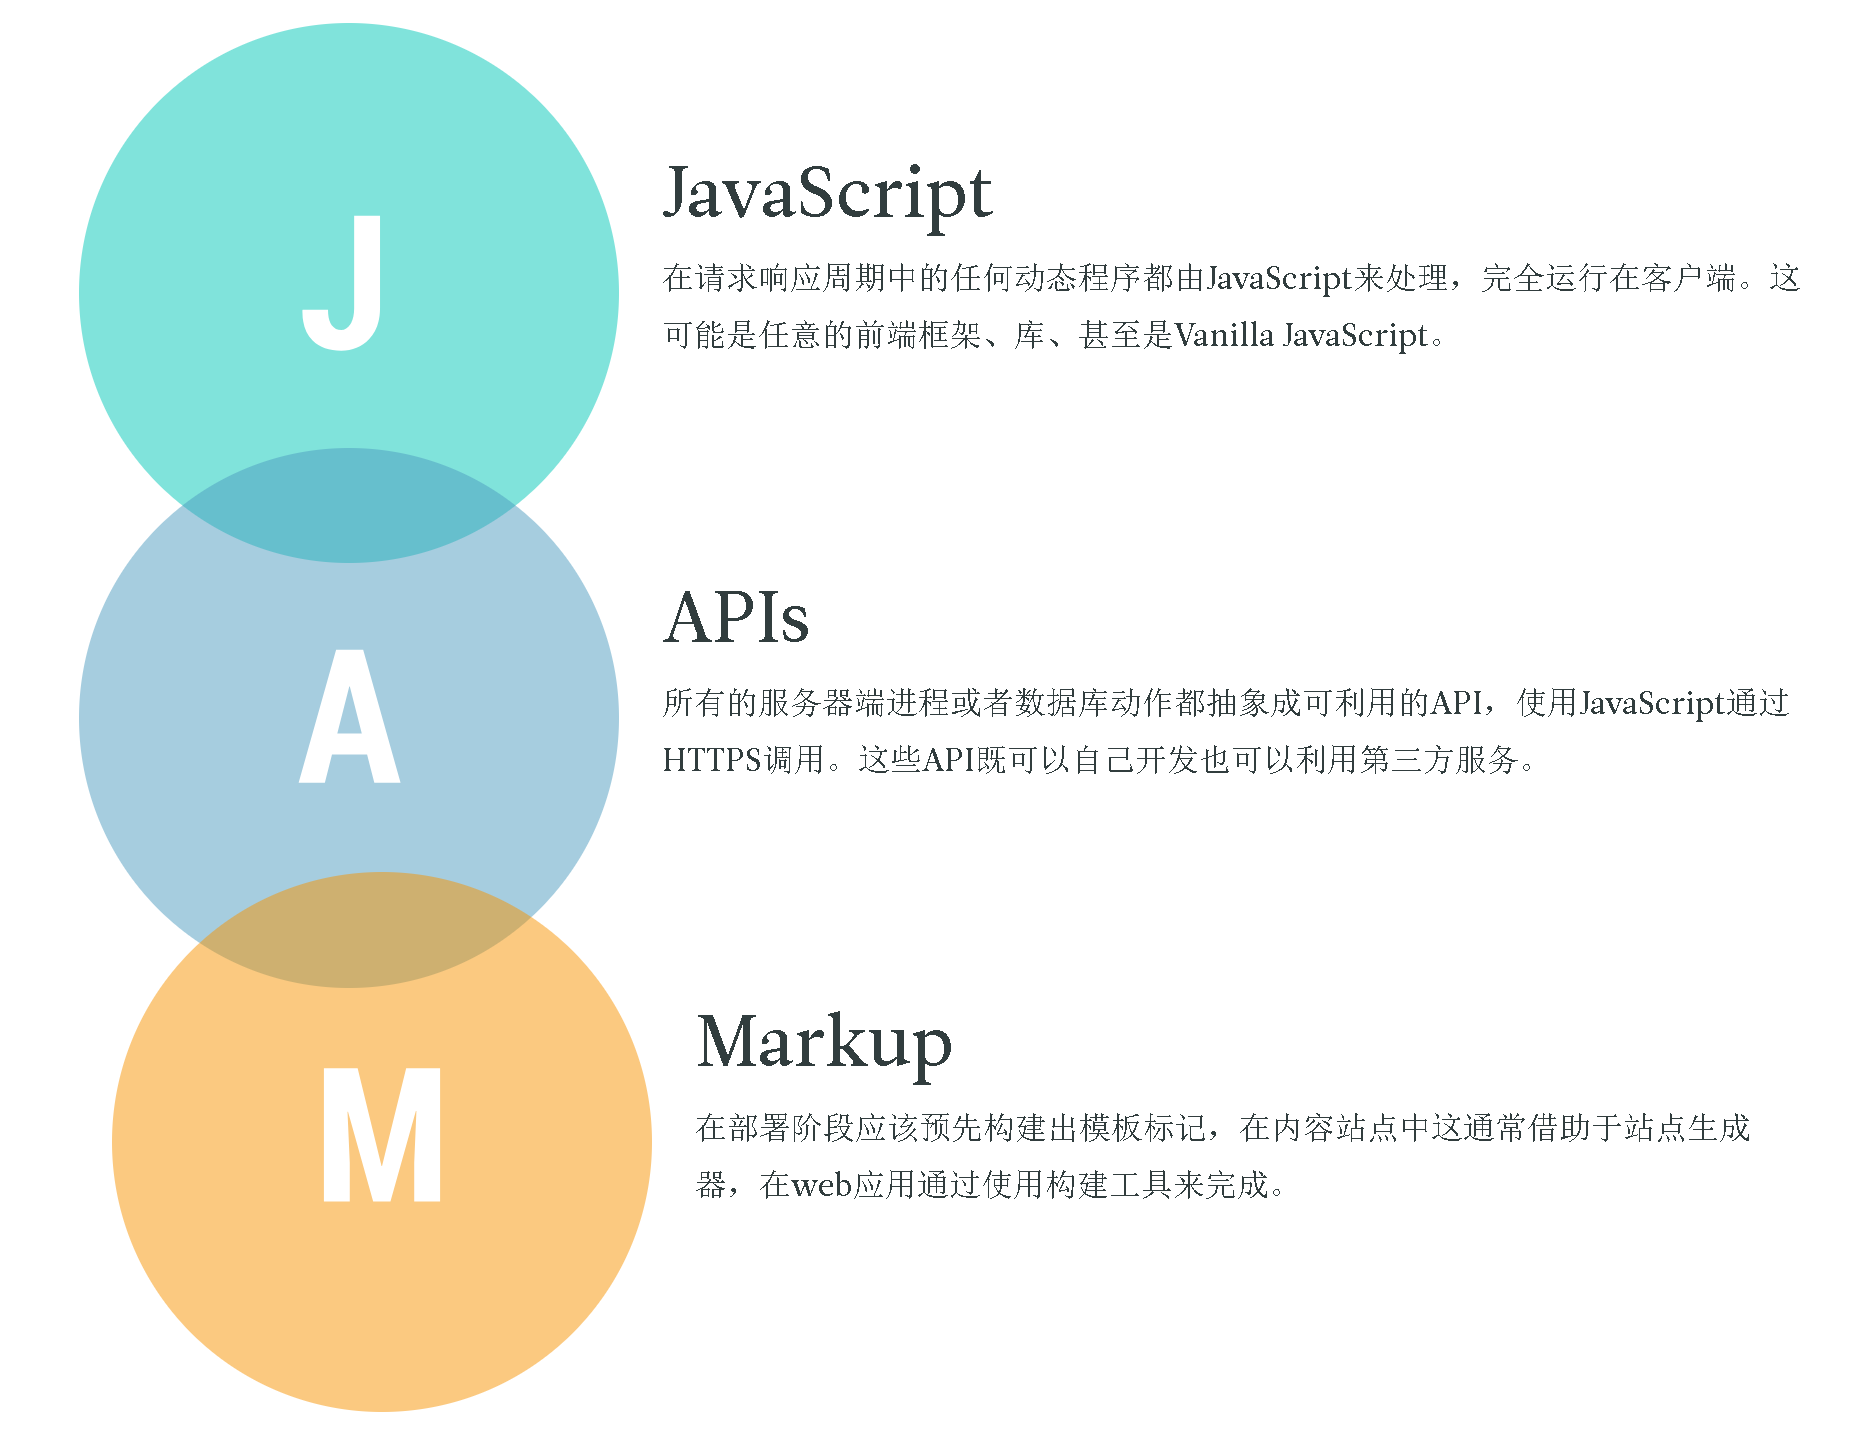 J
JavaScript
在请求响应周期中的任何动态程序都由JavaScript来处理，完全运行在客户端。这
可能是任意的前端框架、库、甚至是Vanilla JavaScript。
A
APIs
所有的服务器端进程或者数据库动作都抽象成可利用的API，使用JavaScript通过
HTTPS调用。这些API既可以自己开发也可以利用第三方服务。
M
Markup
在部署阶段应该预先构建出模板标记，在内容站点中这通常借助于站点生成
器，在web应用通过使用构建工具来完成。